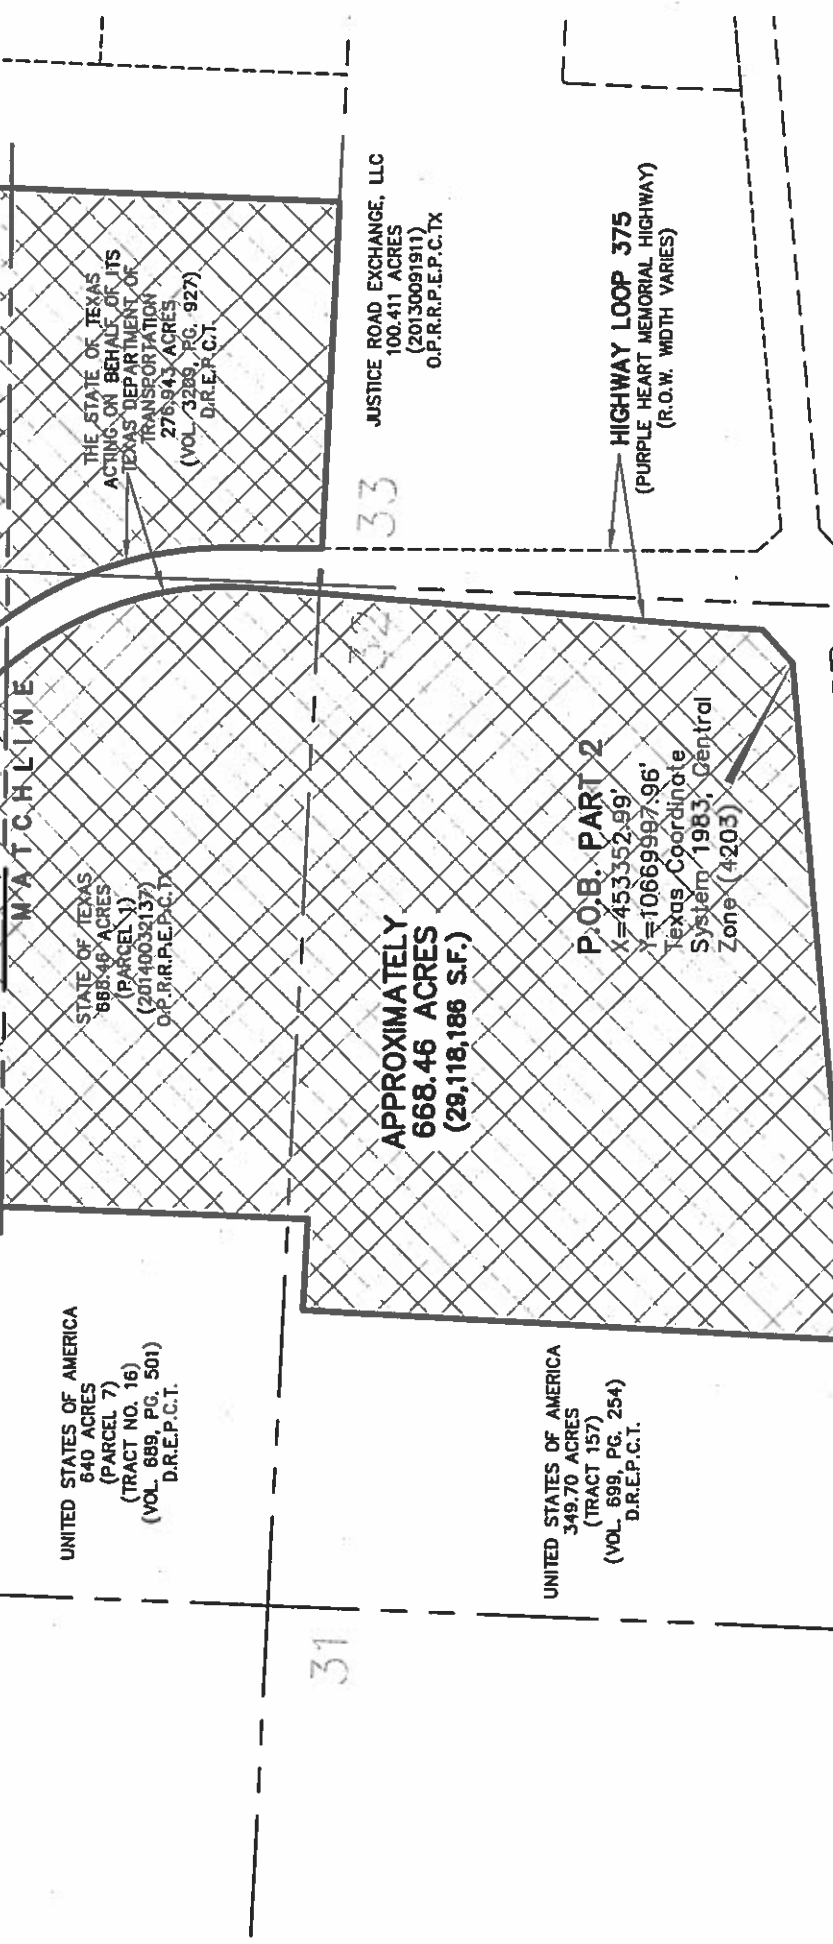 THE STATE OF TEXAS
ACTING ON BEHALF OF ITS
TEXAS DEPARTMENT OF
TRANSPORTATION
276.943 ACRES
(VOL. 3289, PG. 927)
D.R.E.P.C.T.
JUSTICE ROAD EXCHANGE, LLC
100.411 ACRES
(20130091911)
O.P.R.R.P.E.P.C.TX
33
HIGHWAY LOOP 375
(PURPLE HEART MEMORIAL HIGHWAY)
(R.O.W. WIDTH VARIES)
MATCHLINE
32
STATE OF TEXAS
668.46 ACRES
(PARCEL 1)
(20140032137)
O.P.R.R.P.E.P.C.TX
APPROXIMATELY
668.46 ACRES
(29,118,186 S.F.)
P.O.B. PART 2
X=453352.99'
Y=10669997.96'
Texas Coordinate
System 1983, Central
Zone (4203)
UNITED STATES OF AMERICA
640 ACRES
(PARCEL 7)
(TRACT NO. 16)
(VOL. 689, PG. 501)
D.R.E.P.C.T.
31
UNITED STATES OF AMERICA
349.70 ACRES
(TRACT 157)
(VOL. 699, PG. 254)
D.R.E.P.C.T.